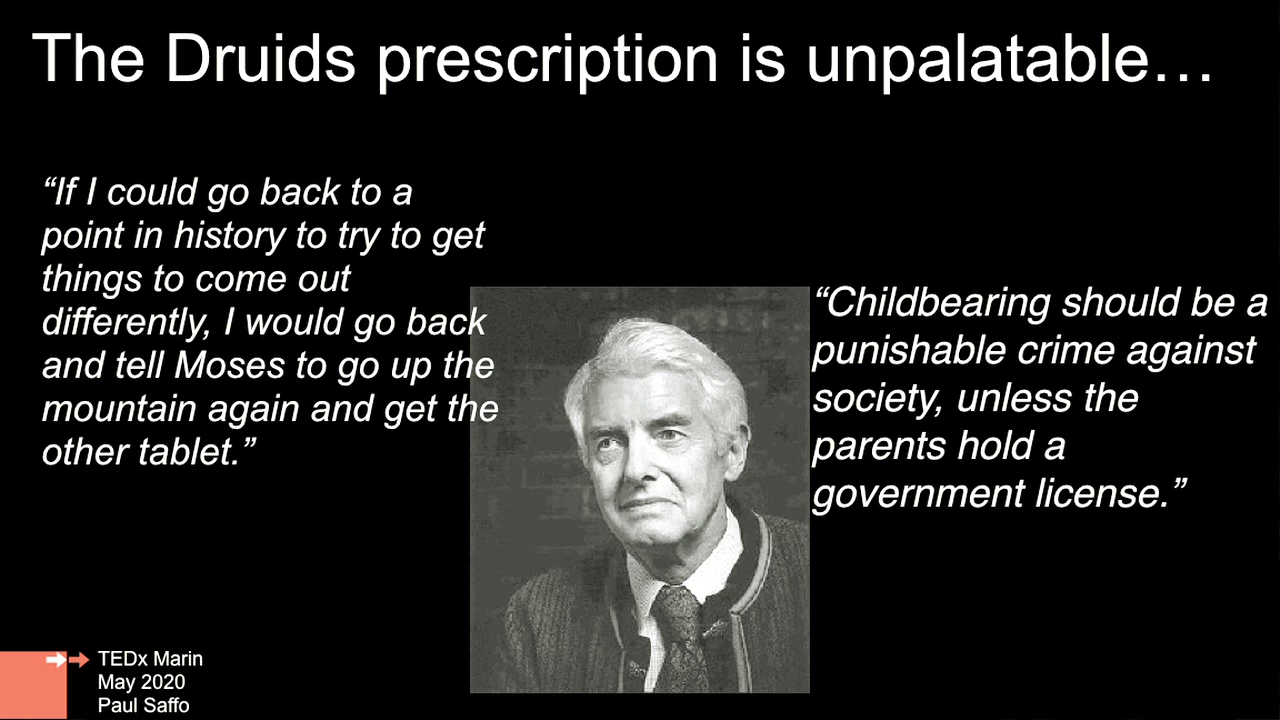 The Druids prescription is unpalatable…
“If I could go back to a
point in history to try to get
things to come out
differently, I would go back
and tell Moses to go up the
mountain again and get the
other tablet.”
“Childbearing should be a
punishable crime against
society, unless the
parents hold a
government license.”
TEDx Marin
May 2020
Paul Saffo